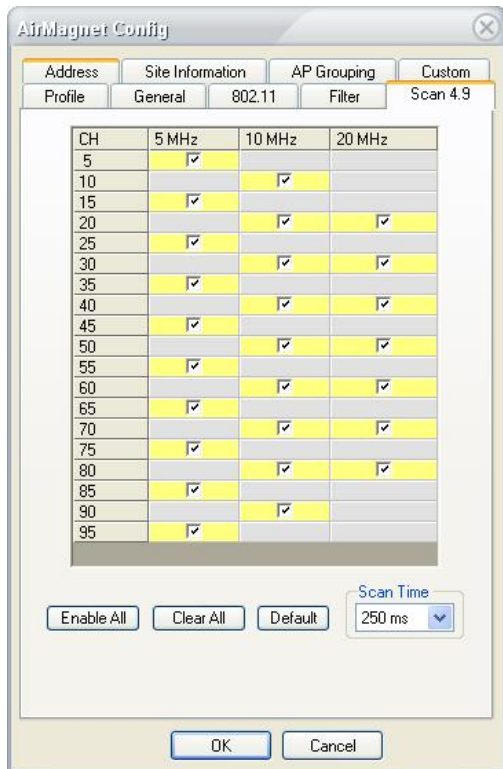 AirMagnet Config
Address Site Information AP Grouping Custom
Profile General 802.11 Filter Scan 4.9
CH 5 MHz 10 MHz 20 MHz
5
10
15
20
25
30
35
40
45
50
55
60
65
70
75
80
85
90
95
Scan Time
Enable All Clear All Default 250 ms
OK Cancel